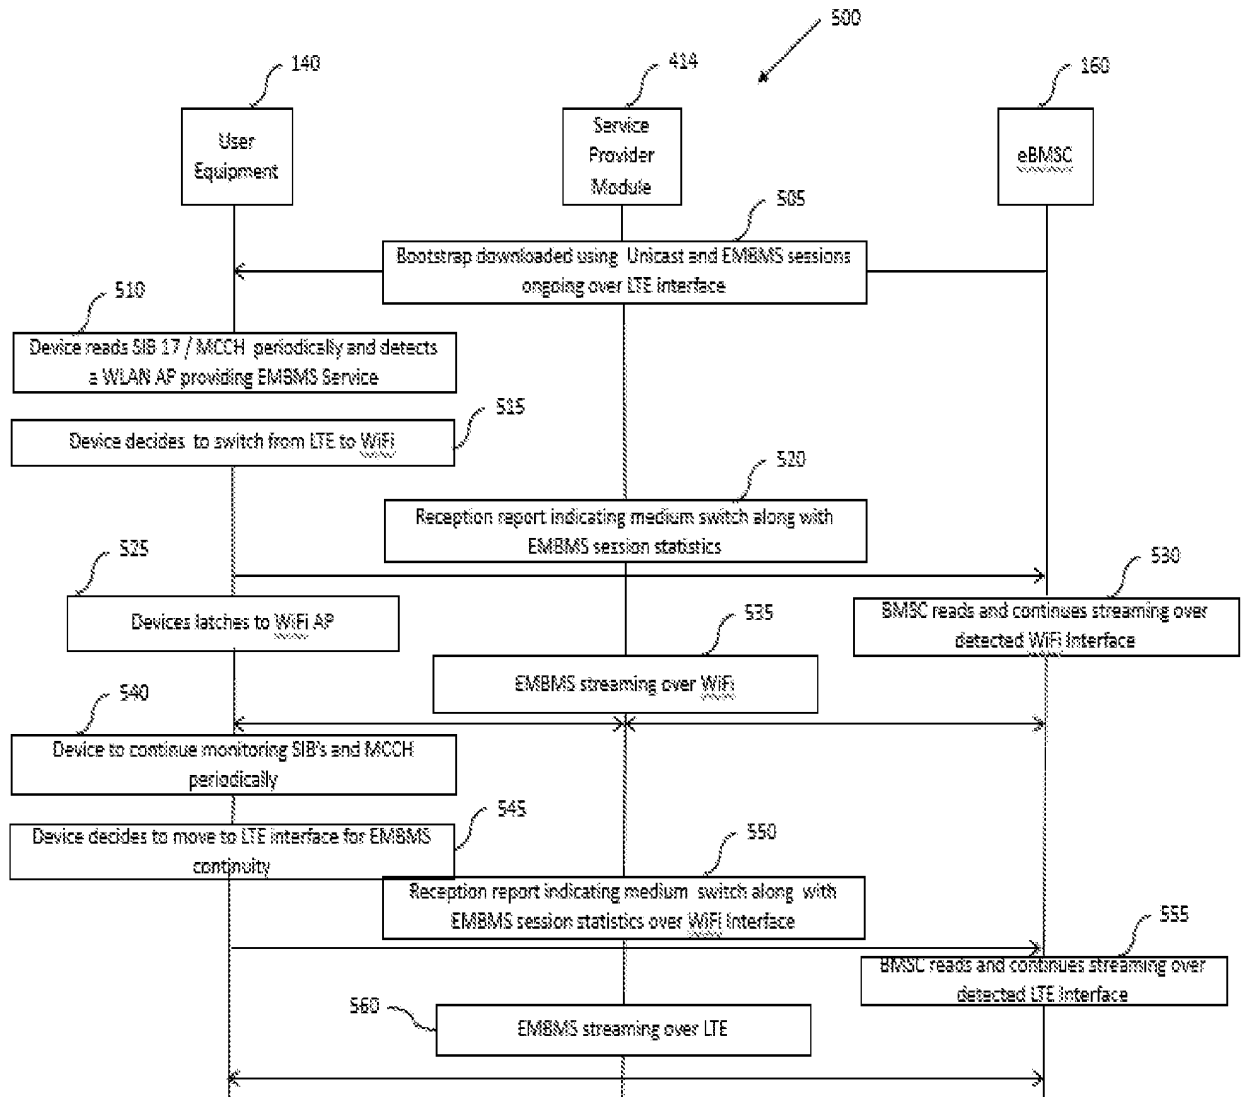 500
140
414
160
User
Equipment
Service
Provider
Module
eBMSC
505
Bootstrap downloaded using Unicast and EMBMS sessions
ongoing over LTE interface
510
Device reads SIB 17 / MCCH periodically and detects
a WLAN AP providing EMBMS Service
515
Device decides to switch from LTE to WiFi
520
Reception report indicating medium switch along with
EMBMS session statistics
525
530
Devices latches to WiFi AP
BMSC reads and continues streaming over
detected WiFi Interface
535
EMBMS streaming over WiFi
540
Device to continue monitoring SIB's and MCCH
periodically
545
Device decides to move to LTE interface for EMBMS
continuity
550
Reception report indicating medium switch along with
EMBMS session statistics over WiFi Interface
555
BMSC reads and continues streaming over
detected LTE Interface
560
EMBMS streaming over LTE